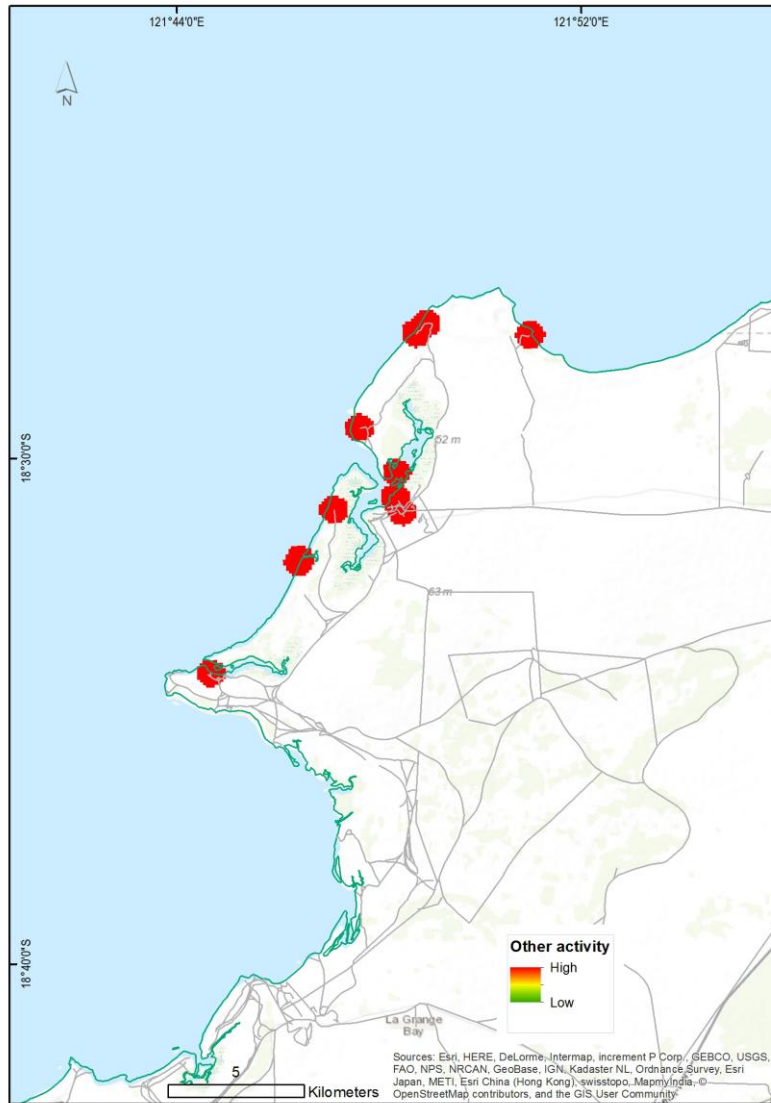 121°44'0"E
121°52'0"E
N
18°30'0"S
52 m
63 m
18°40'0"S
Other activity
High
Low
La Grange
Bay
5
Kilometers
Sources: Esri, HERE, DeLorme, Intermap, increment P Corp., GEBCO, USGS,
FAO, NPS, NRCAN, GeoBase, IGN, Kadaster NL, Ordnance Survey, Esri
Japan, METI, Esri China (Hong Kong), swisstopo, MapmyIndia, ©
OpenStreetMap contributors, and the GIS User Community